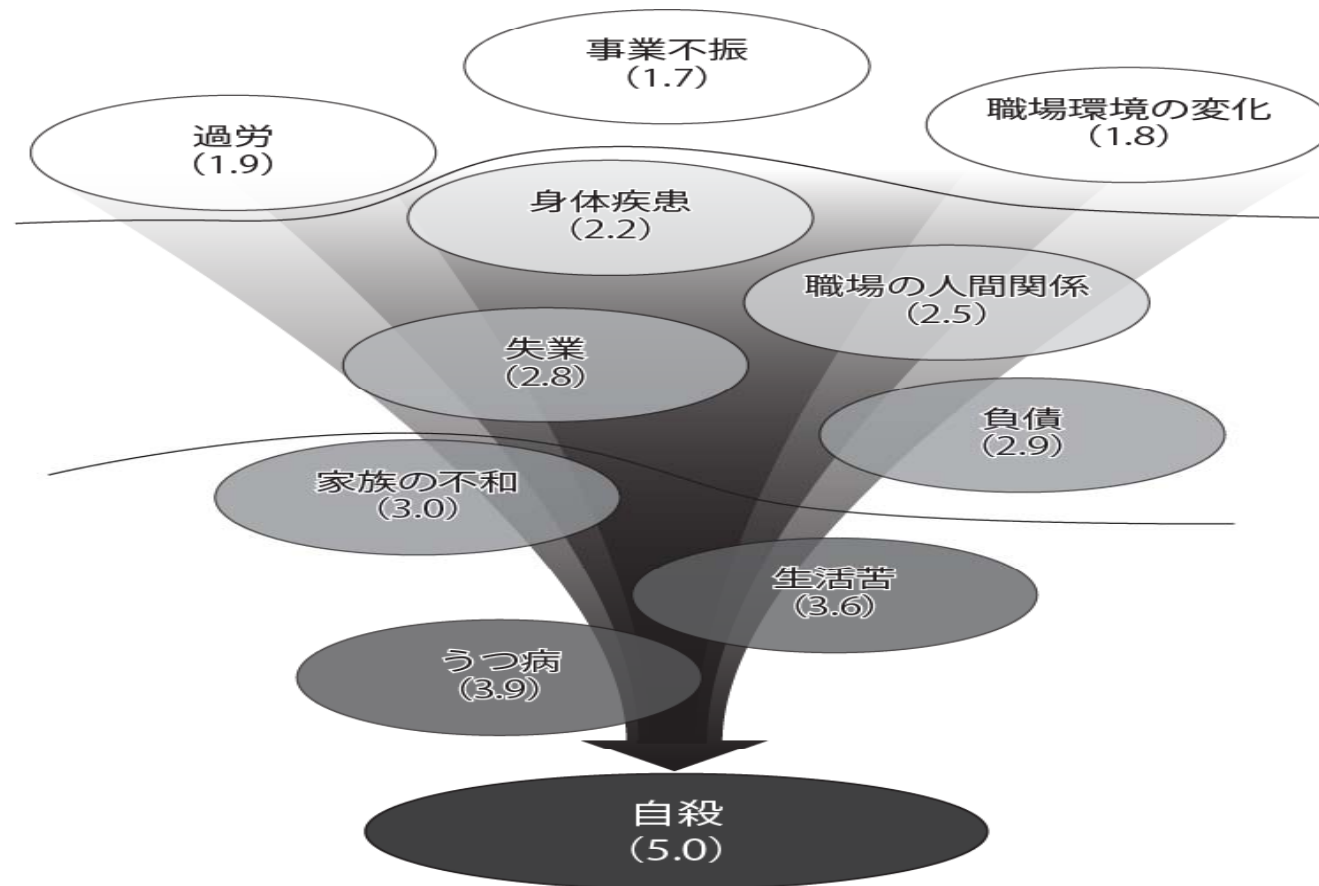 事業不振
(1.7)
職場環境の変化
(1.8)
過労
(1.9)
身体疾患
(2.2)
職場の人間関係
(2.5)
失業
(2.8)
負債
(2.9)
家族の不和
(3.0)
生活苦
(3.6)
うつ病
(3.9)
自殺
(5.0)